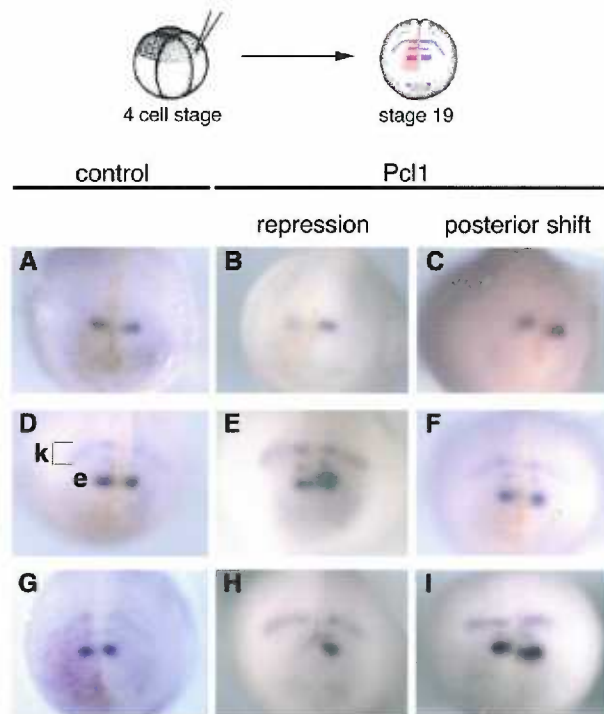 4 cell stage
stage 19
control
Pcl1
repression
posterior shift
A
B
C
D
k
e
E
F
G
H
I